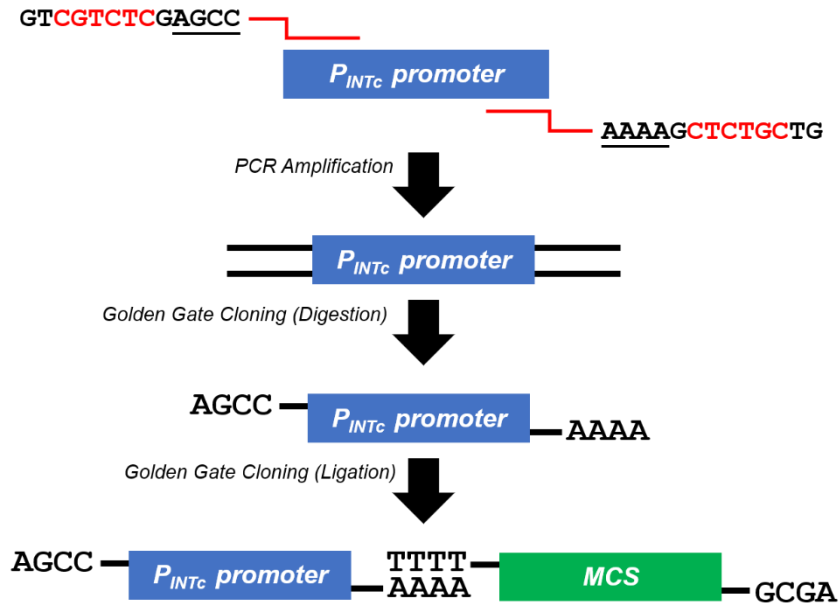 GTCGTCTCGAGCC
PINTc promoter
AAAAGCTCTGCTG
PCR Amplification
PINTc promoter
Golden Gate Cloning (Digestion)
AGCC
PINTc promoter
AAAA
Golden Gate Cloning (Ligation)
AGCC
PINTc promoter
TTTT
AAAA
MCS
GCGA